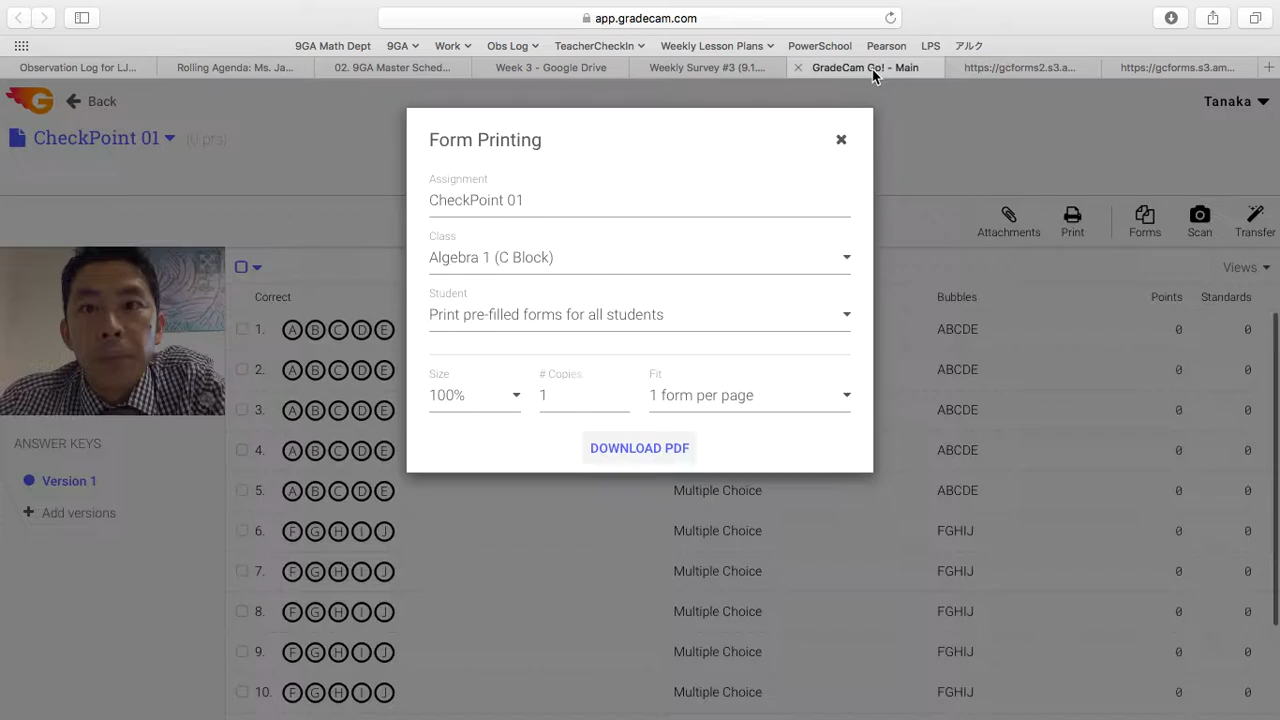 app.gradecam.com
9GA Math Dept 9GA Work Obs Log TeacherCheckIn Weekly Lesson Plans PowerSchool Pearson LPS アルク
Observation Log for LJ... Rolling Agenda: Ms. Ja... 02. 9GA Master Sched... Week 3 - Google Drive Weekly Survey #3 (9.1.... GradeCam Go! - Main https://gcforms2.s3.a... https://gcforms.s3.am...
Back Tanaka
CheckPoint 01 (0 pts)
Form Printing
Assignment
CheckPoint 01
Class
Algebra 1 (C Block)
Student
Print pre-filled forms for all students
Size # Copies Fit
100% 1 1 form per page
DOWNLOAD PDF
Attachments Print Forms Scan Transfer
Views
Correct Bubbles Points Standards
1. A B C D E ABCDE 0 0
2. A B C D E ABCDE 0 0
3. A B C D E ABCDE 0 0
4. A B C D E ABCDE 0 0
5. A B C D E Multiple Choice ABCDE 0 0
6. F G H I J Multiple Choice FGHIJ 0 0
7. F G H I J Multiple Choice FGHIJ 0 0
8. F G H I J Multiple Choice FGHIJ 0 0
9. F G H I J Multiple Choice FGHIJ 0 0
10. F G H I J Multiple Choice FGHIJ 0 0
ANSWER KEYS
Version 1
Add versions